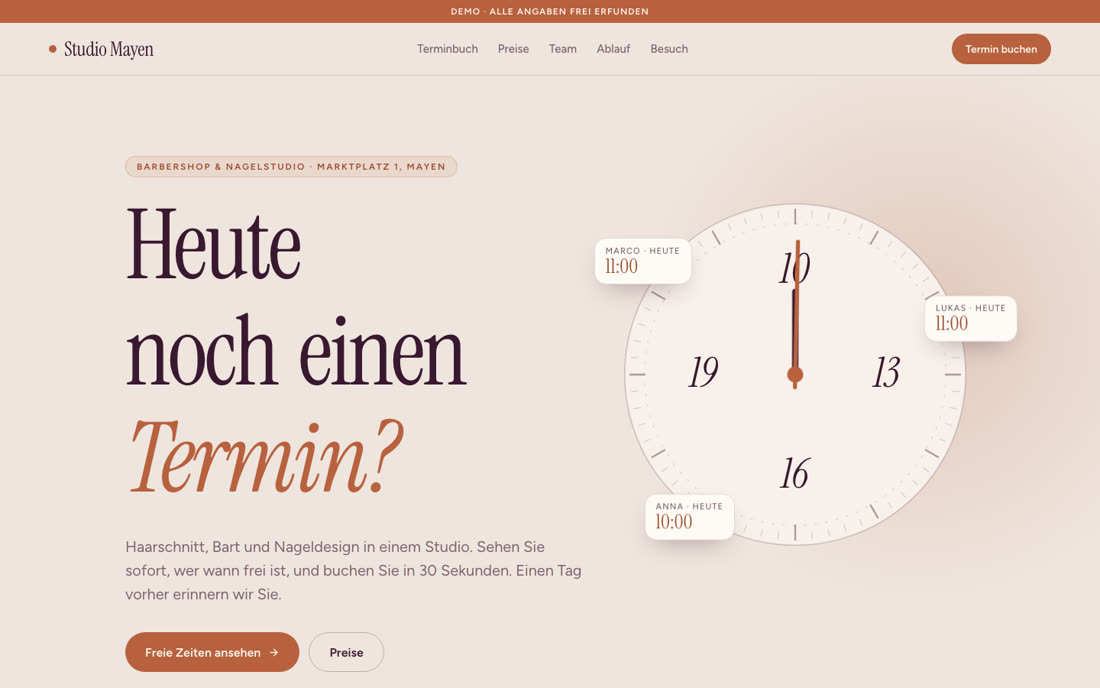 DEMO · ALLE ANGABEN FREI ERFUNDEN
Studio Mayen
Terminbuch Preise Team Ablauf Besuch
Termin buchen
BARBERSHOP & NAGELSTUDIO · MARKTPLATZ 1, MAYEN
Heute
noch einen
Termin?
Haarschnitt, Bart und Nageldesign in einem Studio. Sehen Sie
sofort, wer wann frei ist, und buchen Sie in 30 Sekunden. Einen Tag
vorher erinnern wir Sie.
Freie Zeiten ansehen →
Preise
MARCO · HEUTE
11:00
10
LUKAS · HEUTE
11:00
19
13
16
ANNA · HEUTE
10:00